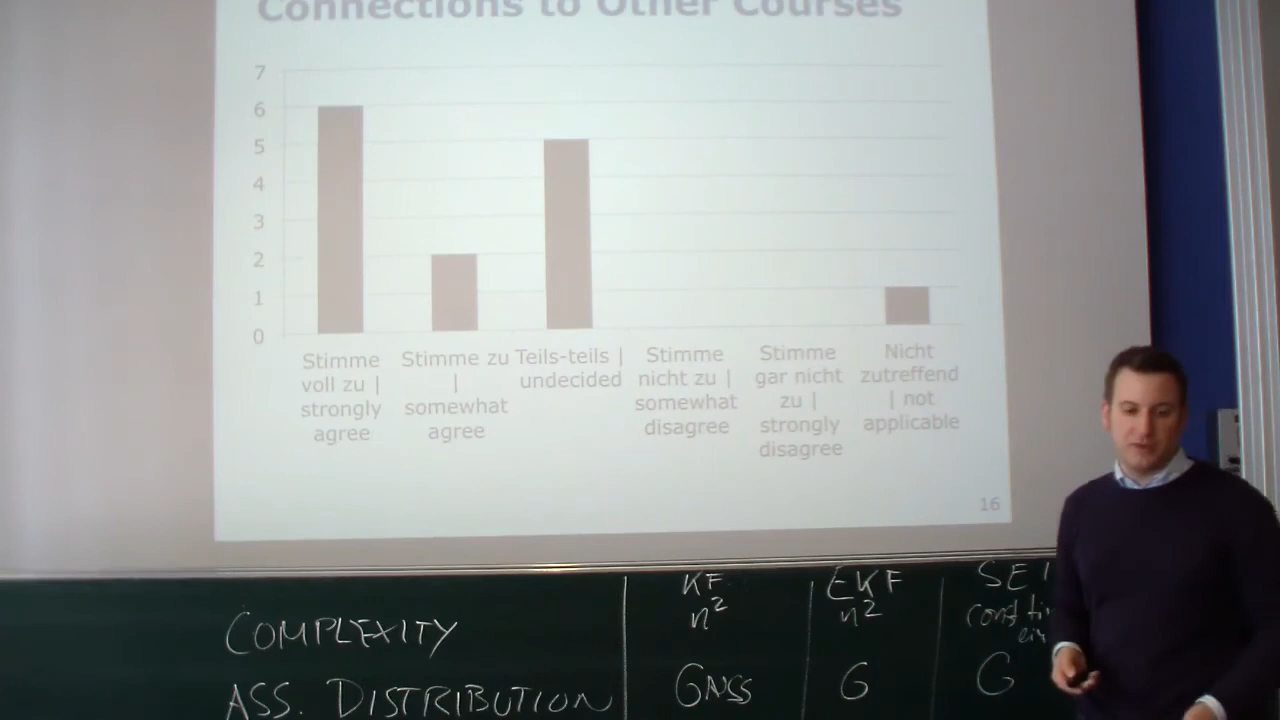 Connections to Other Courses
7
6
5
4
3
2
1
0
Stimme
voll zu |
strongly
agree
Stimme zu
|
somewhat
agree
Teils-teils |
undecided
Stimme
nicht zu |
somewhat
disagree
Stimme
gar nicht
zu |
strongly
disagree
Nicht
zutreffend
| not
applicable
16
KF
EKF
COMPLEXITY
n²
n²
ASS. DISTRIBUTION
GNSS
G
G